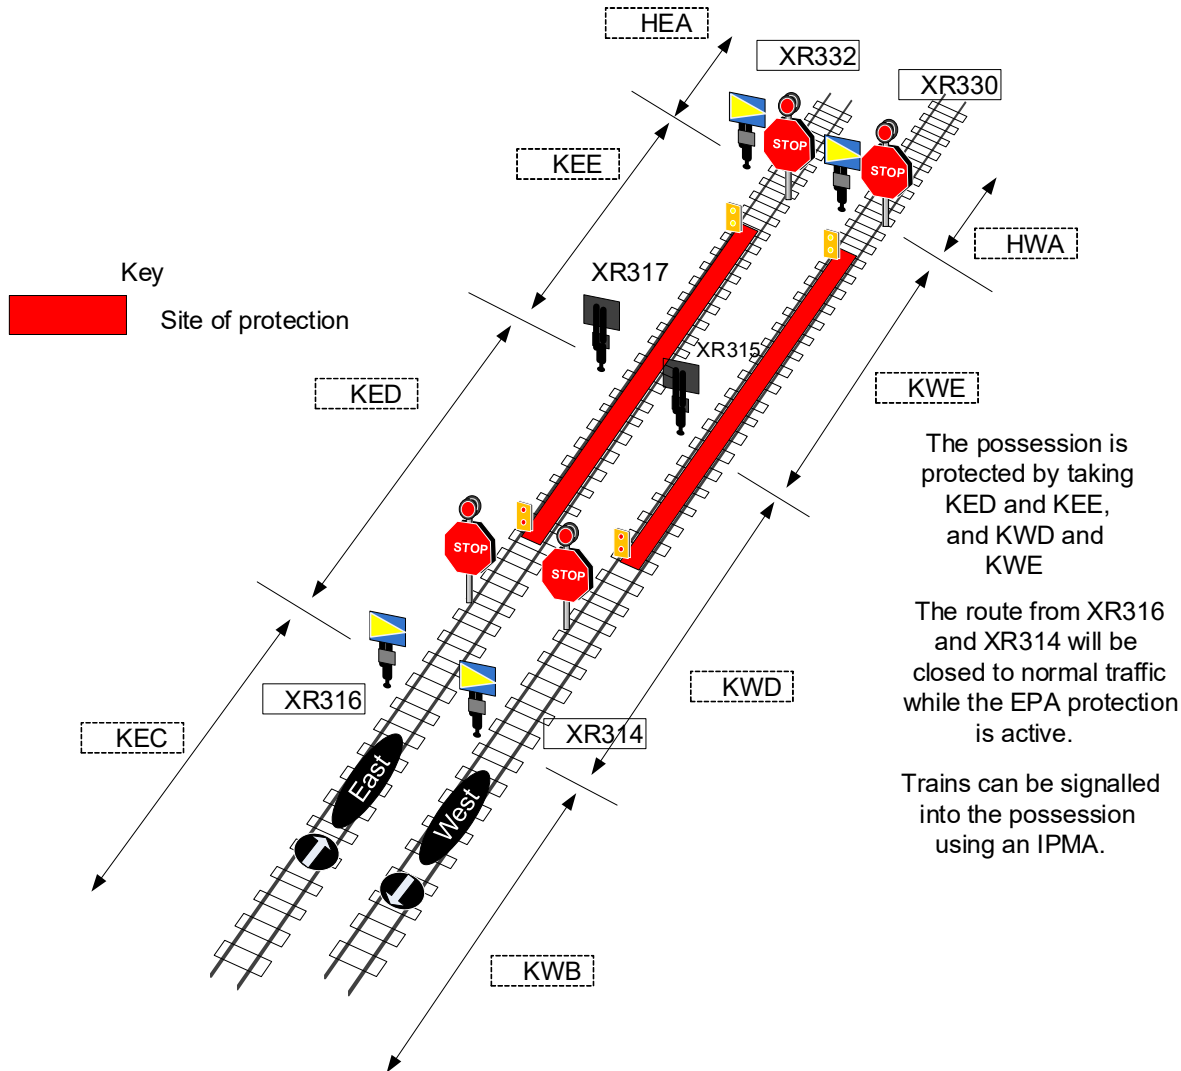 HEA
XR332
XR330
STOP
STOP
KEE
HWA
Key
XR317
Site of protection
XR315
KED
KWE
The possession is
protected by taking
KED and KEE,
and KWD and
KWE
STOP
STOP
The route from XR316
and XR314 will be
closed to normal traffic
while the EPA protection
is active.
XR316
KWD
KEC
XR314
East
West
Trains can be signalled
into the possession
using an IPMA.
KWB